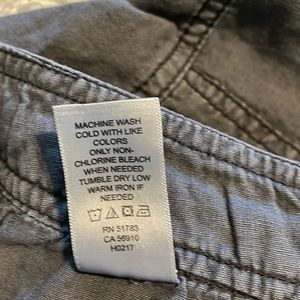 MACHINE WASH
COLD WITH LIKE
COLORS
ONLY NON-
CHLORINE BLEACH
WHEN NEEDED
TUMBLE DRY LOW
WARM IRON IF
NEEDED
RN 51783
CA 56910
H0217